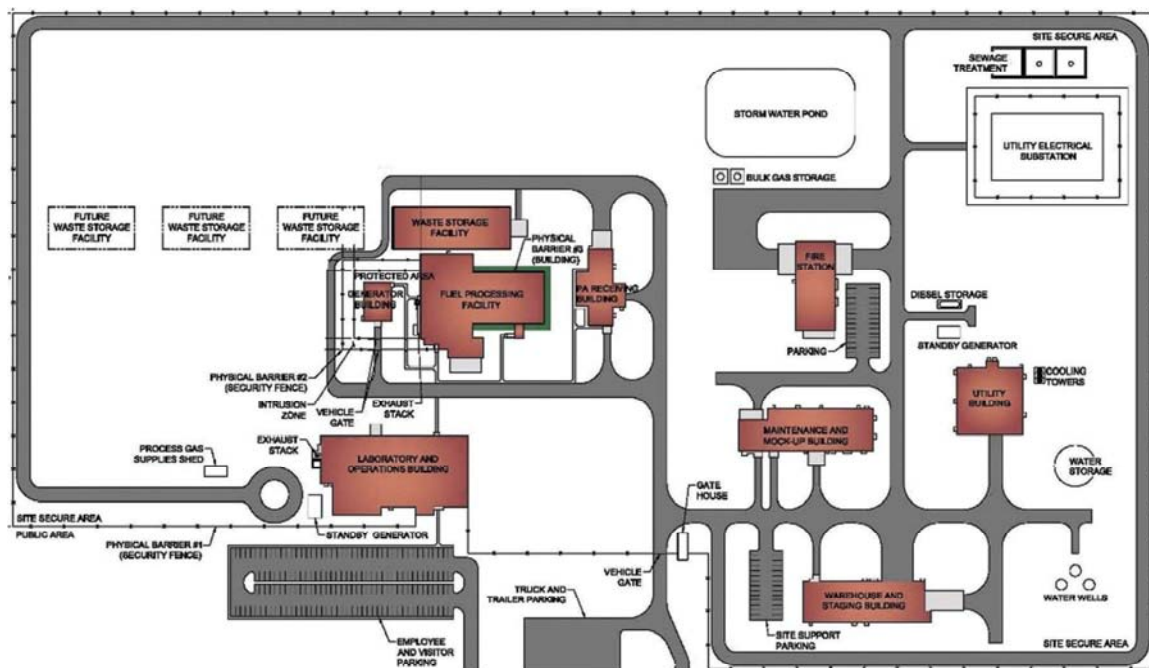 SITE SECURE AREA
SEWAGE
TREATMENT
STORM WATER POND
UTILITY ELECTRICAL
SUBSTATION
BULK GAS STORAGE
FUTURE
WASTE STORAGE
FACILITY
FUTURE
WASTE STORAGE
FACILITY
FUTURE
WASTE STORAGE
FACILITY
WASTE STORAGE
FACILITY
PHYSICAL
BARRIER #3
(BUILDING)
PROTECTED AREA
GENERATOR
BUILDING
FUEL PROCESSING
FACILITY
PA RECEIVING
BUILDING
FIRE
STATION
DIESEL STORAGE
STANDBY GENERATOR
PARKING
PHYSICAL BARRIER #2
(SECURITY FENCE)
INTRUSION
ZONE
VEHICLE
GATE
EXHAUST
STACK
COOLING
TOWERS
UTILITY
BUILDING
MAINTENANCE AND
MOCK-UP BUILDING
EXHAUST
STACK
PROCESS GAS
SUPPLIES SHED
LABORATORY AND
OPERATIONS BUILDING
WATER
STORAGE
GATE
HOUSE
SITE SECURE AREA
PUBLIC AREA
STANDBY GENERATOR
PHYSICAL BARRIER #1
(SECURITY FENCE)
VEHICLE
GATE
TRUCK AND
TRAILER PARKING
WAREHOUSE AND
STAGING BUILDING
WATER WELLS
EMPLOYEE
AND VISITOR
PARKING
SITE SUPPORT
PARKING
SITE SECURE AREA